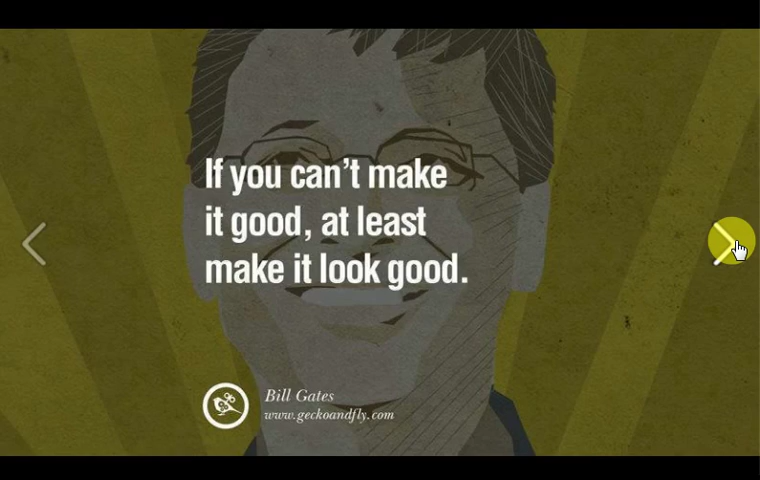 If you can't make
it good, at least
make it look good.
Bill Gates
www.geckoandfly.com